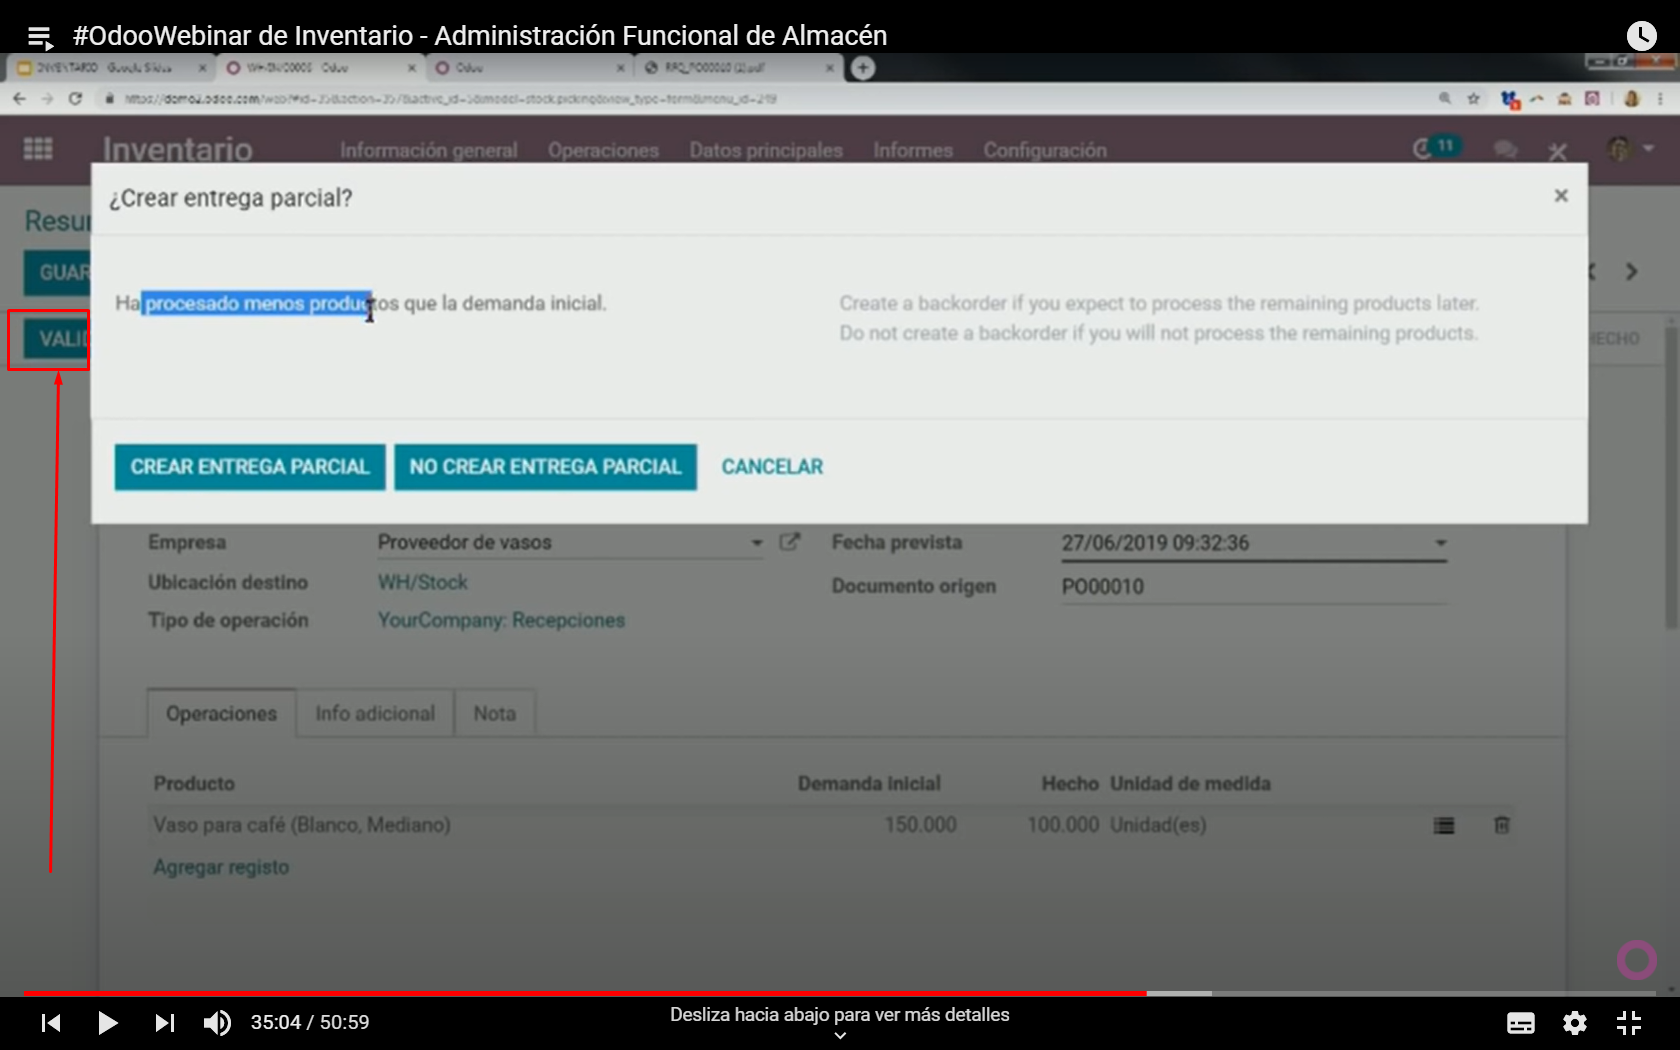 #OdooWebinar de Inventario - Administración Funcional de Almacén
INVENTARIO - Google Slides
Odoo
Inventario
Información general
Operaciones
Datos principales
Informes
Configuración
11
¿Crear entrega parcial?
Resu
GUAR
Ha procesado menos productos que la demanda inicial.
Create a backorder if you expect to process the remaining products later.
Do not create a backorder if you will not process the remaining products.
VALI
HECHO
CREAR ENTREGA PARCIAL
NO CREAR ENTREGA PARCIAL
CANCELAR
Empresa
Proveedor de vasos
Fecha prevista
27/06/2019 09:32:36
Ubicación destino
WH/Stock
Documento origen
PO00010
Tipo de operación
YourCompany: Recepciones
Operaciones
Info adicional
Nota
Producto
Demanda inicial
Hecho
Unidad de medida
Vaso para café (Blanco, Mediano)
150.000
100.000
Unidad(es)
Agregar registo
35:04 / 50:59
Desliza hacia abajo para ver más detalles